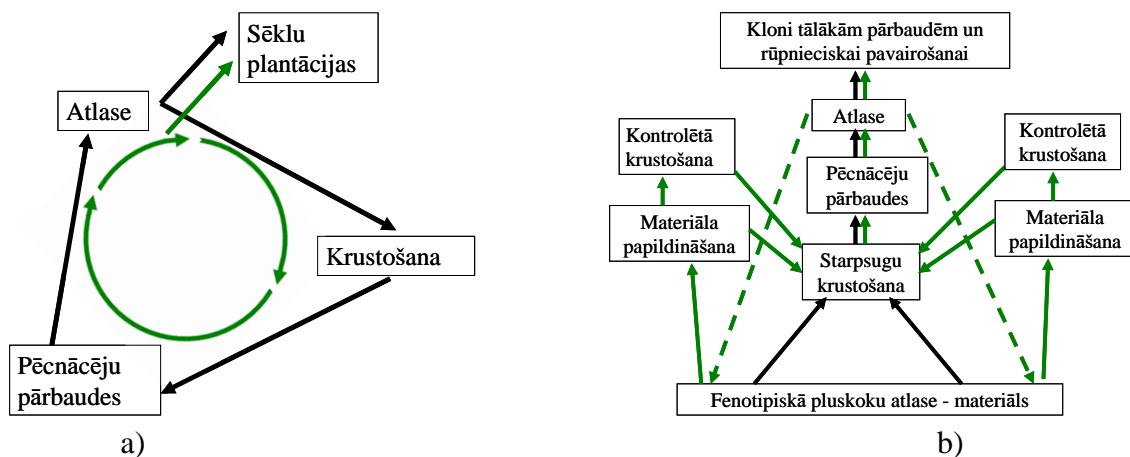 Sēklu
plantācijas
Atlase
Krustošana
Pēcnācēju
pārbaudes
a)
Kloni tālākām pārbaudēm un
rūpnieciskai pavairošanai
Atlase
Kontrolētā
krustošana
Kontrolētā
krustošana
Pēcnācēju
pārbaudes
Materiāla
papildināšana
Materiāla
papildināšana
Starpsugu
krustošana
Fenotipiskā pluskoku atlase - materiāls
b)